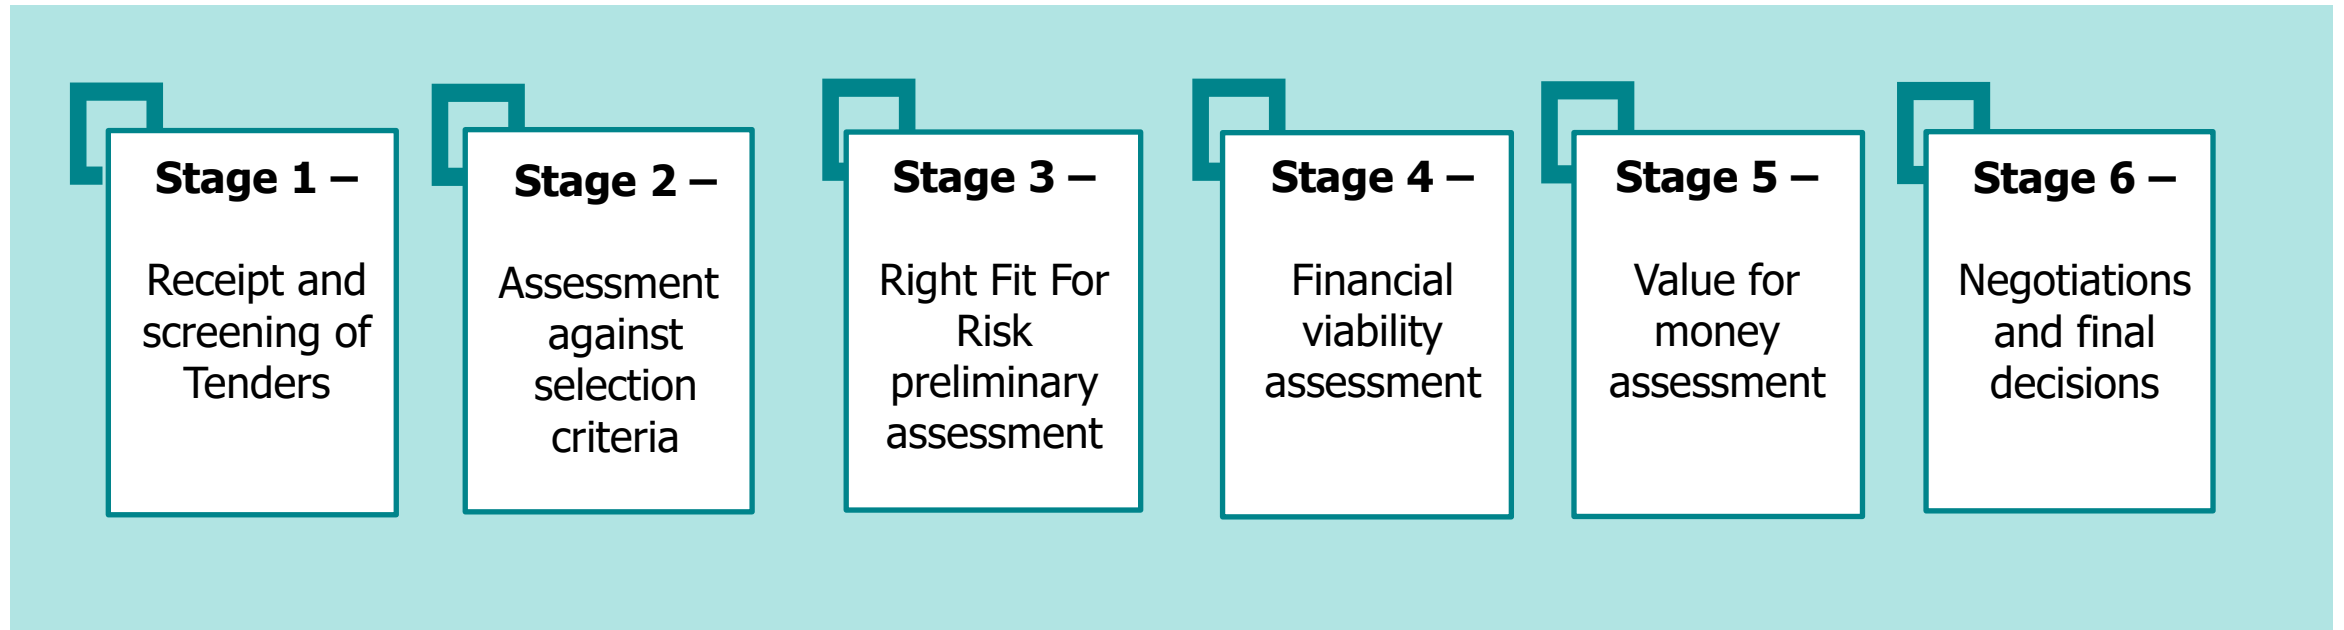 Stage 1 –
Receipt and
screening of
Tenders
Stage 2 –
Assessment
against
selection
criteria
Stage 3 –
Right Fit For
Risk
preliminary
assessment
Stage 4 –
Financial
viability
assessment
Stage 5 –
Value for
money
assessment
Stage 6 –
Negotiations
and final
decisions